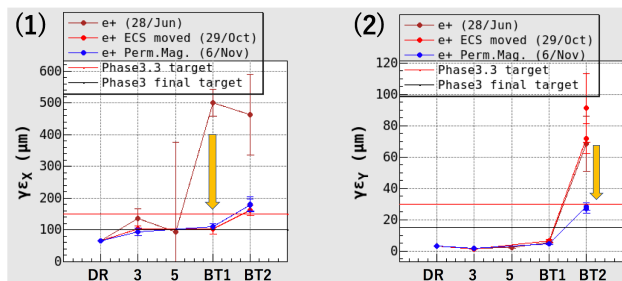 (1)
e+ (28/Jun)
e+ ECS moved (29/Oct)
e+ Perm.Mag. (6/Nov)
Phase3.3 target
Phase3 final target
γεX (μm)
600
500
400
300
200
100
0
DR 3 5 BT1 BT2
(2)
e+ (28/Jun)
e+ ECS moved (29/Oct)
e+ Perm.Mag. (6/Nov)
Phase3.3 target
Phase3 final target
γεY (μm)
120
100
80
60
40
20
0
DR 3 5 BT1 BT2